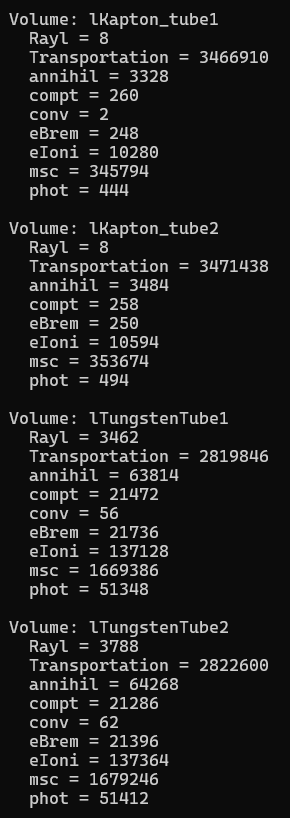 Volume: lKapton_tube1
Rayl = 8
Transportation = 3466910
annihil = 3328
compt = 260
conv = 2
eBrem = 248
eIoni = 10280
msc = 345794
phot = 444
Volume: lKapton_tube2
Rayl = 8
Transportation = 3471438
annihil = 3484
compt = 258
eBrem = 250
eIoni = 10594
msc = 353674
phot = 494
Volume: lTungstenTube1
Rayl = 3462
Transportation = 2819846
annihil = 63814
compt = 21472
conv = 56
eBrem = 21736
eIoni = 137128
msc = 1669386
phot = 51348
Volume: lTungstenTube2
Rayl = 3788
Transportation = 2822600
annihil = 64268
compt = 21286
conv = 62
eBrem = 21396
eIoni = 137364
msc = 1679246
phot = 51412